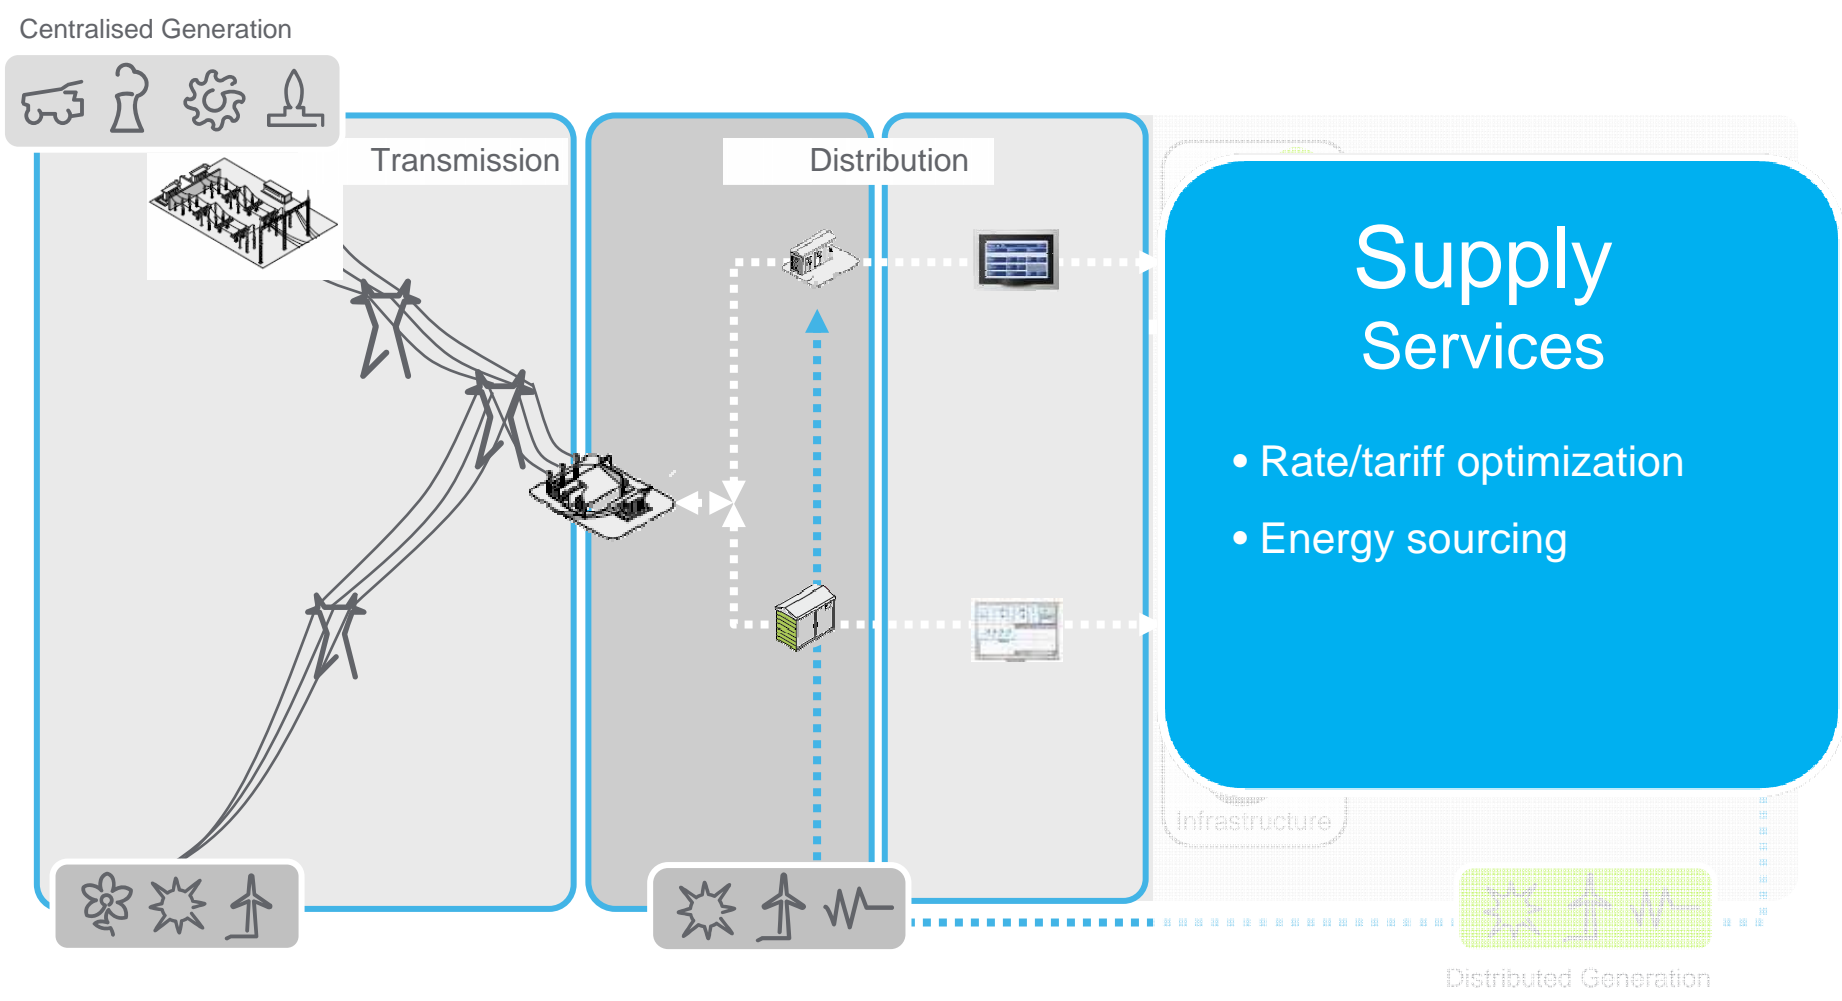 Centralised Generation
Transmission
Distribution
Supply
Services
• Rate/tariff optimization
• Energy sourcing
Infrastructure
Distributed Generation